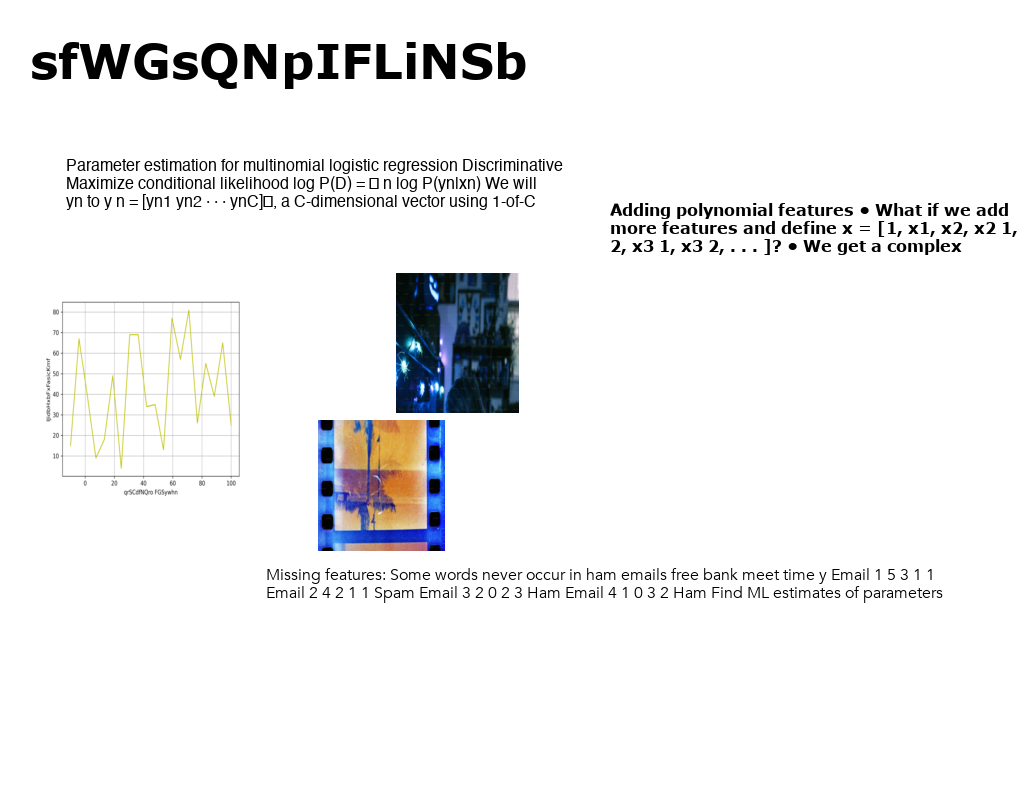 sfWGsQNpIFLiNSb
Parameter estimation for multinomial logistic regression Discriminative
Maximize conditional likelihood log P(D) = □ n log P(yn|xn) We will
yn to y n = [yn1 yn2 · · · ynC]□, a C-dimensional vector using 1-of-C
Adding polynomial features • What if we add
more features and define x = [1, x1, x2, x2 1,
2, x3 1, x3 2, . . . ]? • We get a complex
80
70
60
50
40
30
20
10
0 20 40 60 80 100
qrSCdfNQro FGSywhn
Missing features: Some words never occur in ham emails free bank meet time y Email 1 5 3 1 1
Email 2 4 2 1 1 Spam Email 3 2 0 2 3 Ham Email 4 1 0 3 2 Ham Find ML estimates of parameters